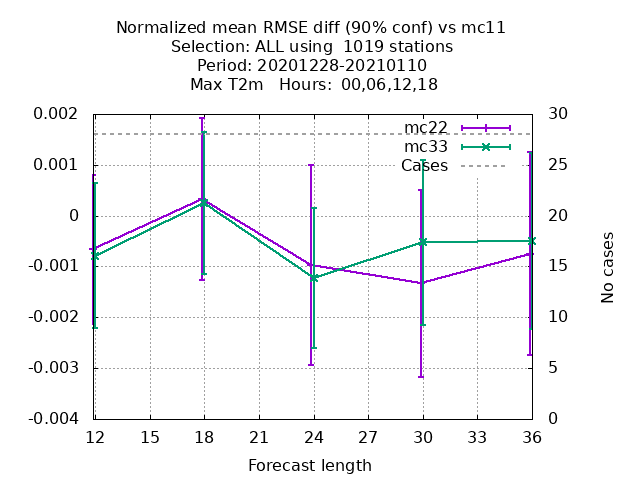 Normalized mean RMSE diff (90% conf) vs mc11
Selection: ALL using  1019 stations
Period: 20201228-20210110
Max T2m   Hours:  00,06,12,18
mc22
mc33
Cases
0.002
0.001
0
-0.001
-0.002
-0.003
-0.004
30
25
20
15
10
5
0
No cases
12 15 18 21 24 27 30 33 36
Forecast length